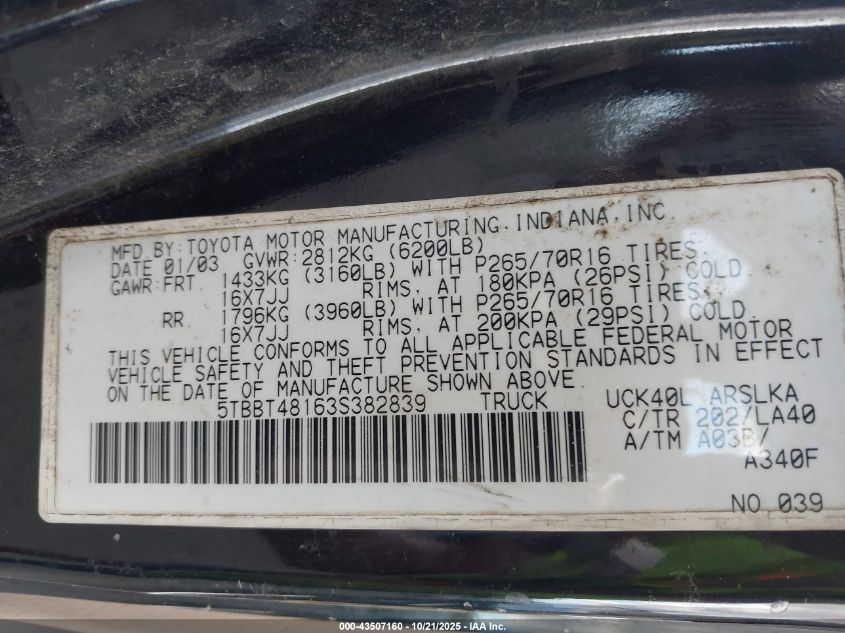 MFD BY: TOYOTA MOTOR MANUFACTURING, INDIANA, INC
DATE 01/03 GVWR: 2812KG (6200LB)
GAWR: FRT 1433KG (3160LB) WITH P265/70R16 TIRES,
16X7JJ RIMS, AT 180KPA (26PSI) COLD.
RR 1796KG (3960LB) WITH P265/70R16 TIRES,
16X7JJ RIMS, AT 200KPA (29PSI) COLD.
THIS VEHICLE CONFORMS TO ALL APPLICABLE FEDERAL MOTOR
VEHICLE SAFETY AND THEFT PREVENTION STANDARDS IN EFFECT
ON THE DATE OF MANUFACTURE SHOWN ABOVE.
5TBBT48163S382839 TRUCK UCK40L ARSLKA
C/TR 202/LA40
A/TM A03B/
A340F
NO. 039
000-43507160 - 10/21/2025 - © IAA Inc.